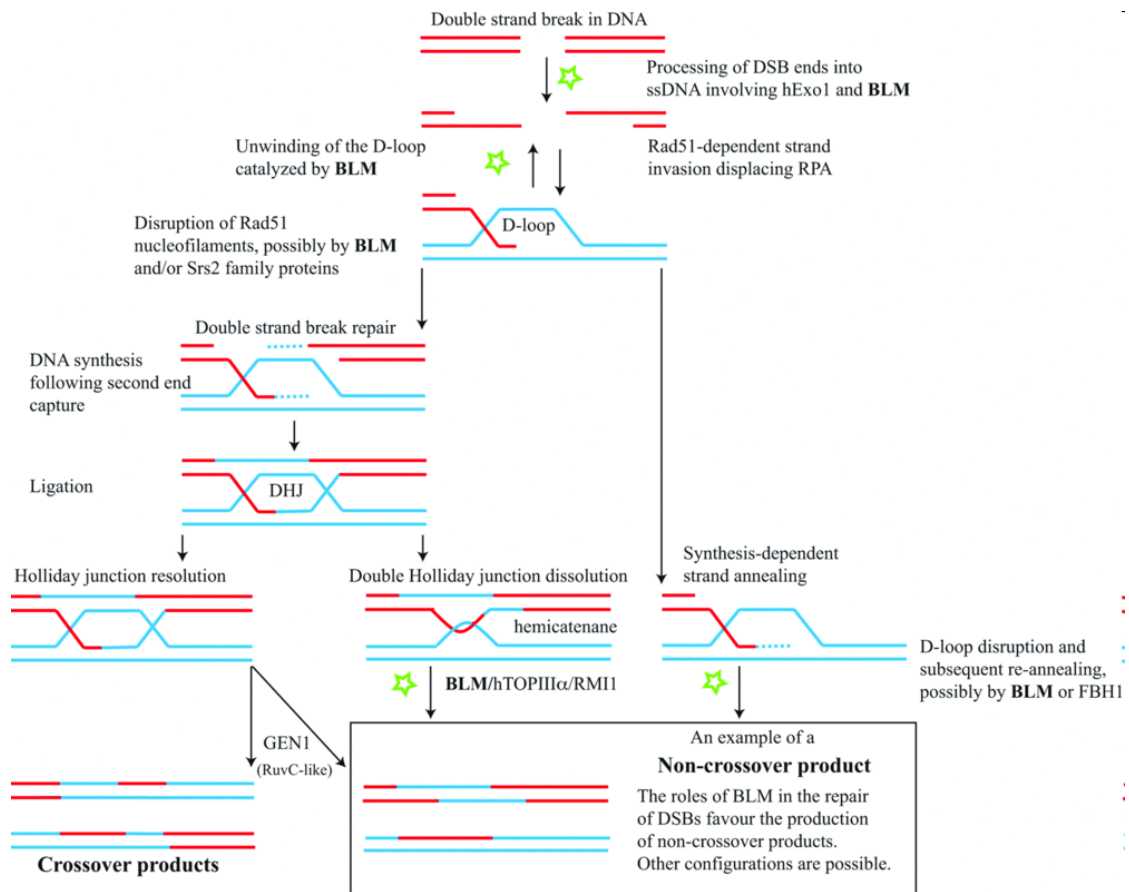 Double strand break in DNA
Processing of DSB ends into
ssDNA involving hExo1 and BLM
Unwinding of the D-loop
catalyzed by BLM
Rad51-dependent strand
invasion displacing RPA
D-loop
Disruption of Rad51
nucleofilaments, possibly by BLM
and/or Srs2 family proteins
Double strand break repair
DNA synthesis
following second end
capture
Ligation
DHJ
Holliday junction resolution
Double Holliday junction dissolution
Synthesis-dependent
strand annealing
hemicatenane
D-loop disruption and
subsequent re-annealing,
possibly by BLM or FBH1
BLM/hTOPIIIα/RMI1
GEN1
(RuvC-like)
An example of a
Non-crossover product
The roles of BLM in the repair
of DSBs favour the production
of non-crossover products.
Other configurations are possible.
Crossover products